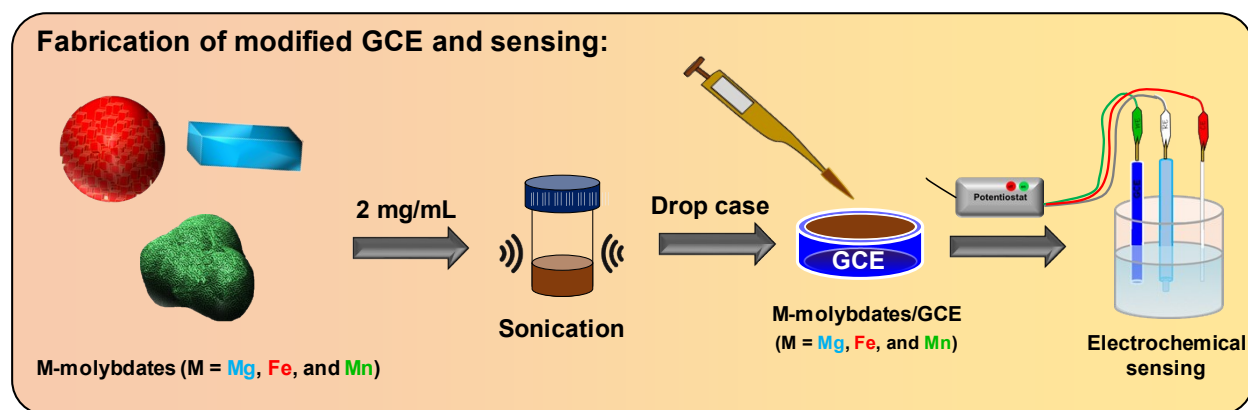 Fabrication of modified GCE and sensing:
2 mg/mL
Sonication
Drop case
GCE
M-molybdates/GCE
(M = Mg, Fe, and Mn)
Potentiostat
RE
Electrochemical
sensing
M-molybdates (M = Mg, Fe, and Mn)